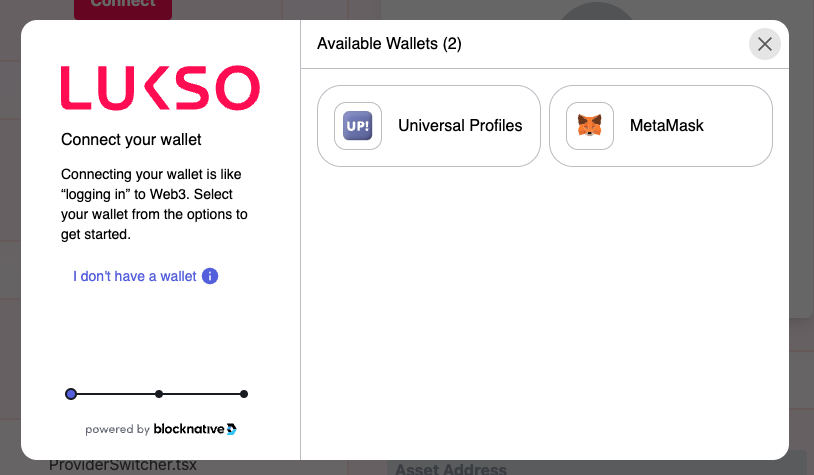 Connect
LUKSO
Connect your wallet
Connecting your wallet is like
“logging in” to Web3. Select
your wallet from the options to
get started.
I don't have a wallet
powered by blocknative
Available Wallets (2)
UP!
Universal Profiles
MetaMask
ProviderSwitcher.tsx
Asset Address